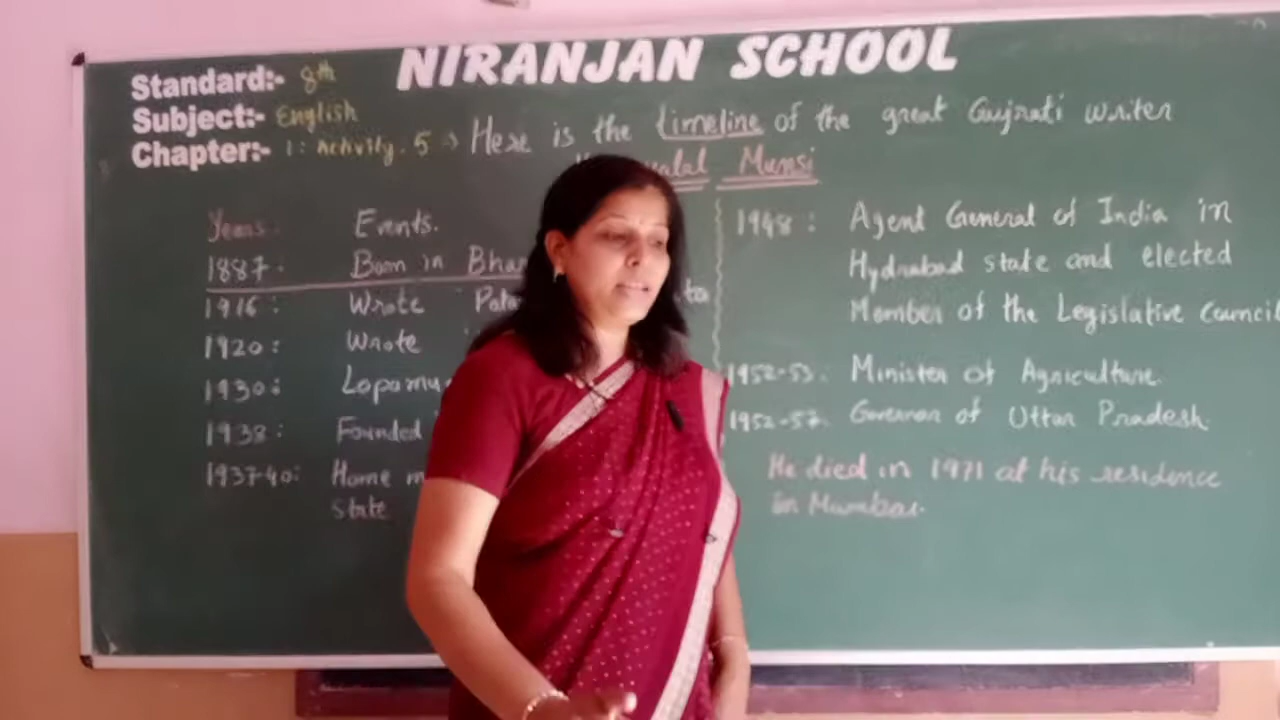 NIRANJAN SCHOOL
Standard:- 8th
Subject:- English
Chapter:- 1: Activity. 5 → Here is the timeline of the great Gujrati writer
Munsi
Years: Events.
1887: Born in
1916: Wrote
1920: Wrote
1930:
1938: Founded
1937-40: Home
state
1948: Agent General of India in
Hydrabad state and elected
Member of the Legislative Council
1952-53. Minister of Agriculture.
1952-57. Governor of Uttar Pradesh.
He died in 1971 at his residence
in Mumbai.